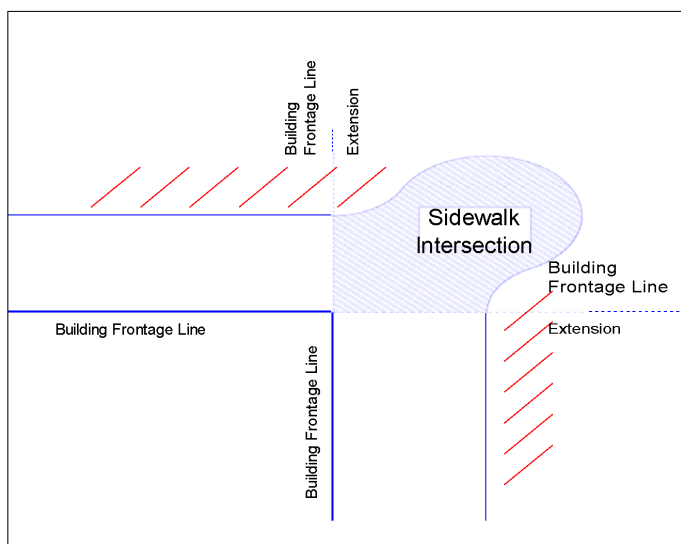 Building
Frontage Line
Extension
Sidewalk
Intersection
Building
Frontage Line
Extension
Building Frontage Line
Building Frontage Line